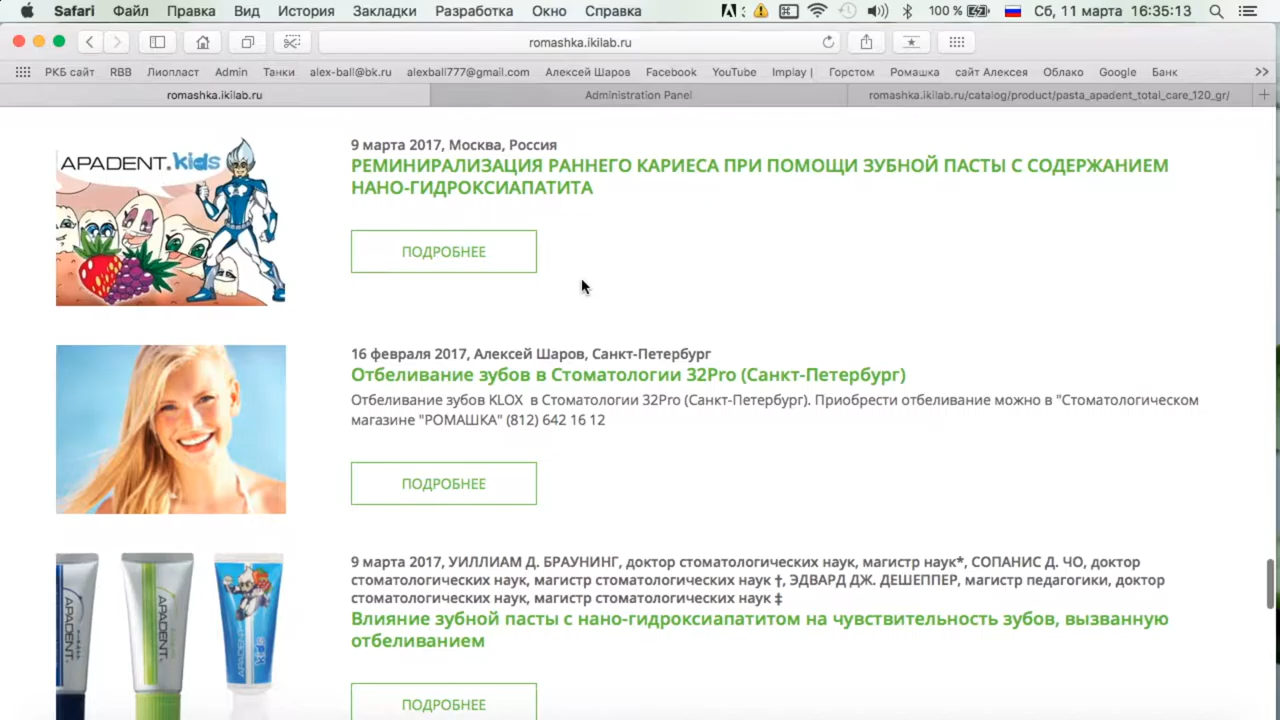 Safari Файл Правка Вид История Закладки Разработка Окно Справка 100 % Сб, 11 марта 16:35:13
romashka.ikilab.ru
РКБ сайт RBB Лиопласт Admin Танки alex-ball@bk.ru alexball777@gmail.com Алексей Шаров Facebook YouTube Implay | Горстом Ромашка сайт Алексея Облако Google Банк >>
romashka.ikilab.ru Administration Panel romashka.ikilab.ru/catalog/product/pasta_apadent_total_care_120_gr/
APADENT.kids
9 марта 2017, Москва, Россия
РЕМИНИРАЛИЗАЦИЯ РАННЕГО КАРИЕСА ПРИ ПОМОЩИ ЗУБНОЙ ПАСТЫ С СОДЕРЖАНИЕМ
НАНО-ГИДРОКСИАПАТИТА
ПОДРОБНЕЕ
16 февраля 2017, Алексей Шаров, Санкт-Петербург
Отбеливание зубов в Стоматологии 32Pro (Санкт-Петербург)
Отбеливание зубов KLOX в Стоматологии 32Pro (Санкт-Петербург). Приобрести отбеливание можно в "Стоматологическом
магазине "РОМАШКА" (812) 642 16 12
ПОДРОБНЕЕ
9 марта 2017, УИЛЛИАМ Д. БРАУНИНГ, доктор стоматологических наук, магистр наук*, СОПАНИС Д. ЧО, доктор
стоматологических наук, магистр стоматологических наук †, ЭДВАРД ДЖ. ДЕШЕППЕР, магистр педагогики, доктор
стоматологических наук, магистр стоматологических наук ‡
Влияние зубной пасты с нано-гидроксиапатитом на чувствительность зубов, вызванную
отбеливанием
APADENT
APADENT
APADENT
ПОДРОБНЕЕ